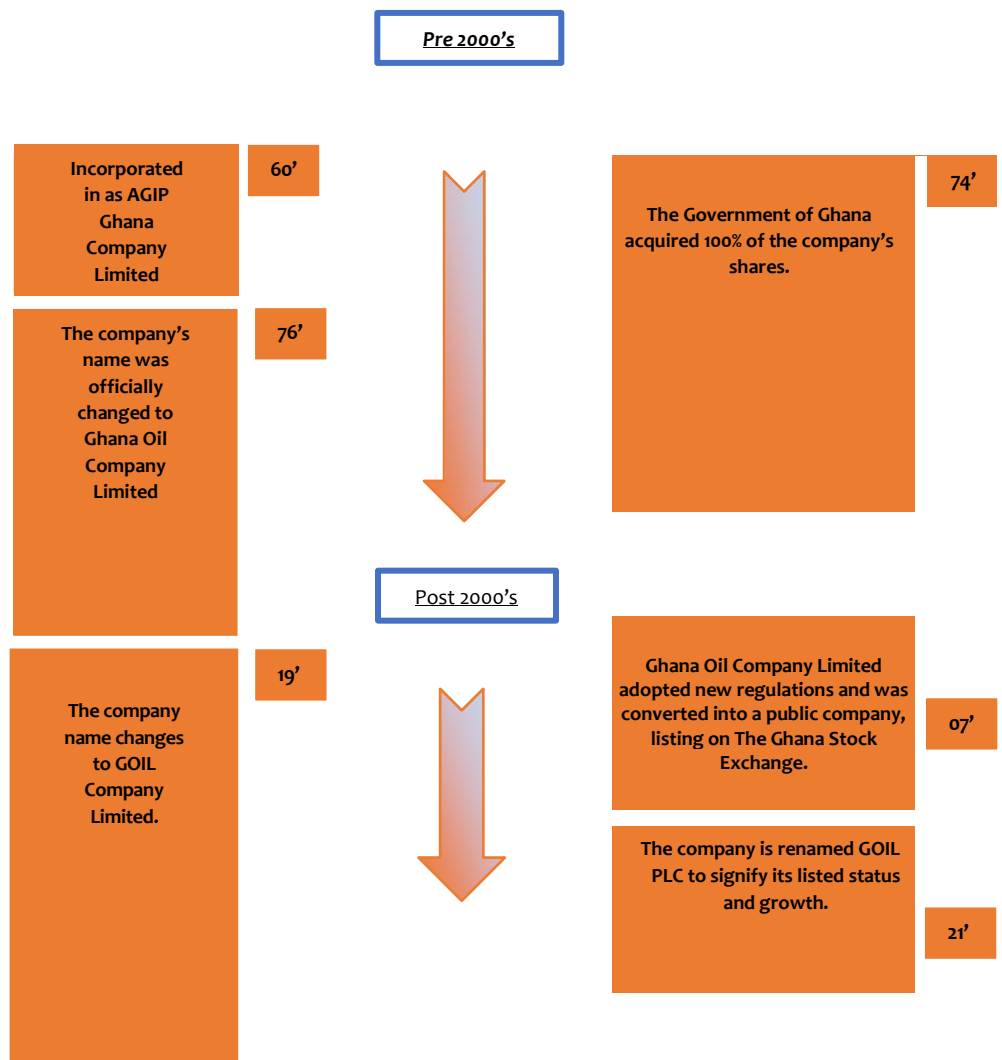 Pre 2000’s
Incorporated
in as AGIP
Ghana
Company
Limited
60’
The Government of Ghana
acquired 100% of the company’s
shares.
74’
The company’s
name was
officially
changed to
Ghana Oil
Company
Limited
76’
Post 2000’s
Ghana Oil Company Limited
adopted new regulations and was
converted into a public company,
listing on The Ghana Stock
Exchange.
07’
The company
name changes
to GOIL
Company
Limited.
19’
The company is renamed GOIL
PLC to signify its listed status
and growth.
21’